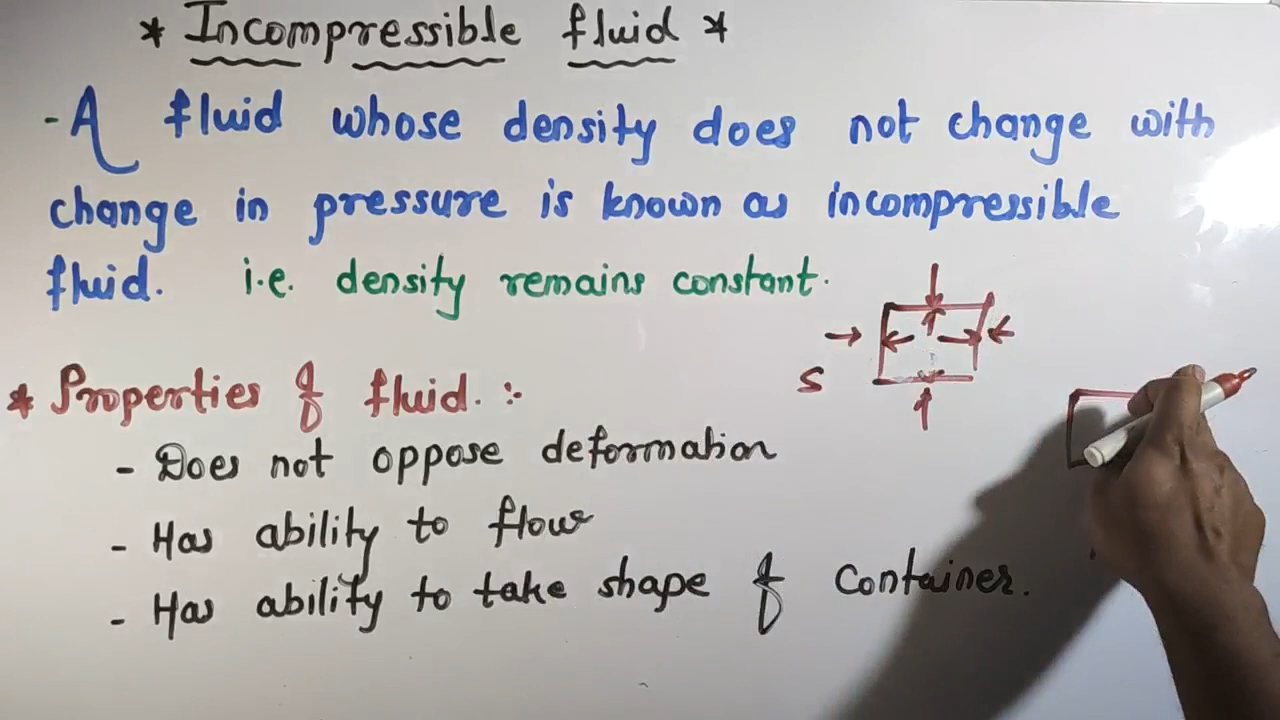 * Incompressible fluid *
- A fluid whose density does not change with
change in pressure is known as incompressible
fluid. i.e. density remains constant.
S
* Properties of fluid. :-
- Does not oppose deformation
- Has ability to flow
- Has ability to take shape of Container.